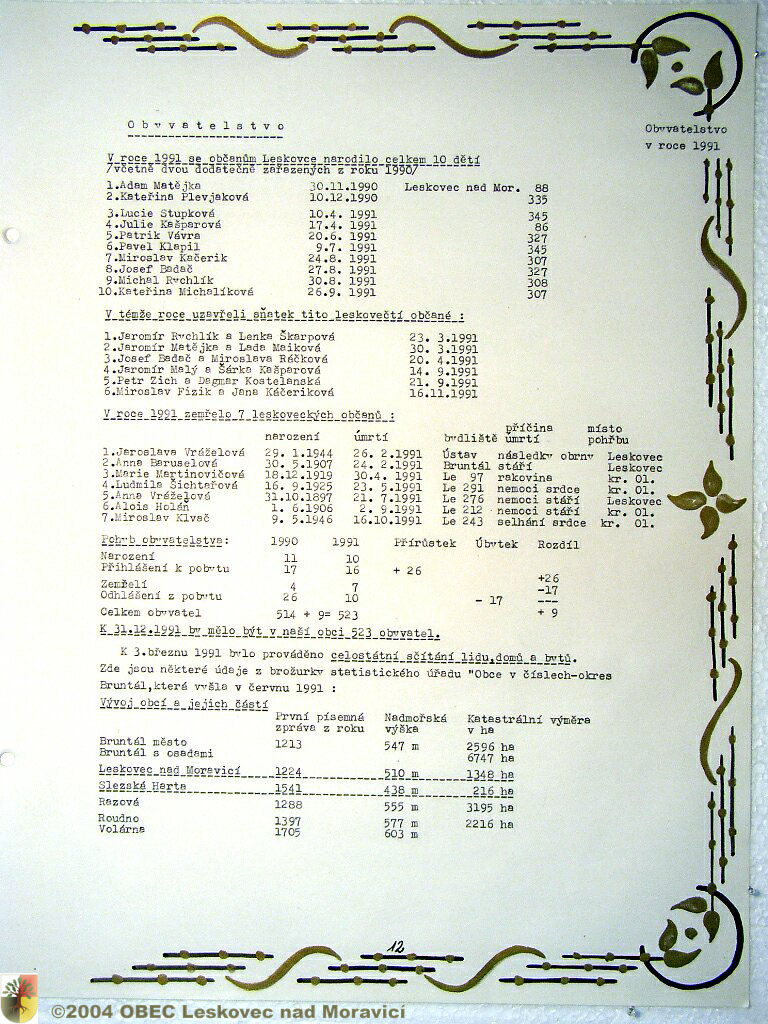 Obyvatelstvo
Obyvatelstvo
v roce 1991
V roce 1991 se občanům Leskovce narodilo celkem 10 dětí
/včetně dvou dodatečně zařazených z roku 1990/
1.Adam Matějka 30.11.1990 Leskovec nad Mor. 88
2.Kateřina Plevjaková 10.12.1990 335
3.Lucie Stupková 10.4. 1991 345
4.Julie Kašparová 17.4. 1991 86
5.Patrik Vávra 20.6. 1991 327
6.Pavel Klapil 9.7. 1991 345
7.Miroslav Kačerik 24.8. 1991 307
8.Josef Badač 27.8. 1991 327
9.Michal Rychlík 30.8. 1991 308
10.Kateřina Michalíková 26.9. 1991 307
V témže roce uzavřeli sňatek tito leskovečtí občané :
1.Jaromír Rychlík a Lenka Škarpová 23. 3.1991
2.Jaromír Matějka a Lada Maiková 30. 3.1991
3.Josef Badač a Miroslava Ráčková 20. 4.1991
4.Jaromír Malý a Šárka Kašparová 14. 9.1991
5.Petr Zich a Dagmar Kostelanská 21. 9.1991
6.Miroslav Fizik a Jana Káčeriková 16.11.1991
V roce 1991 zemřelo 7 leskoveckých občanů :
narození úmrtí bydliště příčina úmrtí místo pohřbu
1.Jaroslava Vráželová 29. 1.1944 26. 2.1991 Ústav následky obrny Leskovec
2.Anna Baruselová 30. 5.1907 24. 2.1991 Bruntál stáří Leskovec
3.Marie Martinovičová 18.12.1919 30.4. 1991 Le 97 rakovina kr. Ol.
4.Ludmila Šichtařová 16. 9.1925 23. 5.1991 Le 291 nemoci srdce kr. Ol.
5.Anna Vráželová 31.10.1897 21. 7.1991 Le 276 nemoci stáří Leskovec
6.Alois Holáň 1. 6.1906 2. 9.1991 Le 212 nemoci stáří kr. Ol.
7.Miroslav Klvač 9. 5.1946 16.10.1991 Le 243 selhání srdce kr. Ol.
Pohyb obyvatelstva: 1990 1991 Přírůstek Úbytek Rozdíl
Narození 11 10
Přihlášení k pobytu 17 16 + 26
+26
Zemřelí 4 7 -17
Odhlášení z pobytu 26 10 - 17 ---
Celkem obyvatel 514 + 9= 523 + 9
K 31.12.1991 by mělo být v naší obci 523 obyvatel.
K 3.březnu 1991 bylo prováděno celostátní sčítání lidu,domů a bytů.
Zde jsou některé údaje z brožurky statistického úřadu "Obce v číslech-okres
Bruntál,která vyšla v červnu 1991 :
Vývoj obcí a jejich částí
První písemná Nadmořská Katastrální výměra
zpráva z roku výška v ha
Bruntál město 1213 547 m 2596 ha
Bruntál s osadami 6747 ha
Leskovec nad Moravicí 1224 510 m 1348 ha
Slezská Harta 1541 438 m 216 ha
Razová 1288 555 m 3195 ha
Roudno 1397 577 m 2216 ha
Volárna 1705 603 m
12
©2004 OBEC Leskovec nad Moravicí